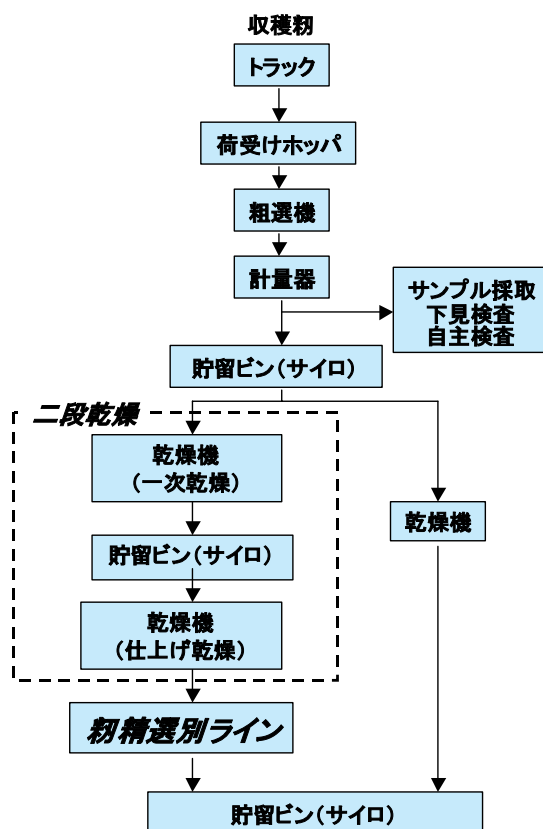 収穫籾
トラック
荷受けホッパ
粗選機
計量器
サンプル採取
下見検査
自主検査
貯留ビン(サイロ)
二段乾燥
乾燥機
(一次乾燥)
乾燥機
貯留ビン(サイロ)
乾燥機
(仕上げ乾燥)
籾精選別ライン
貯留ビン(サイロ)